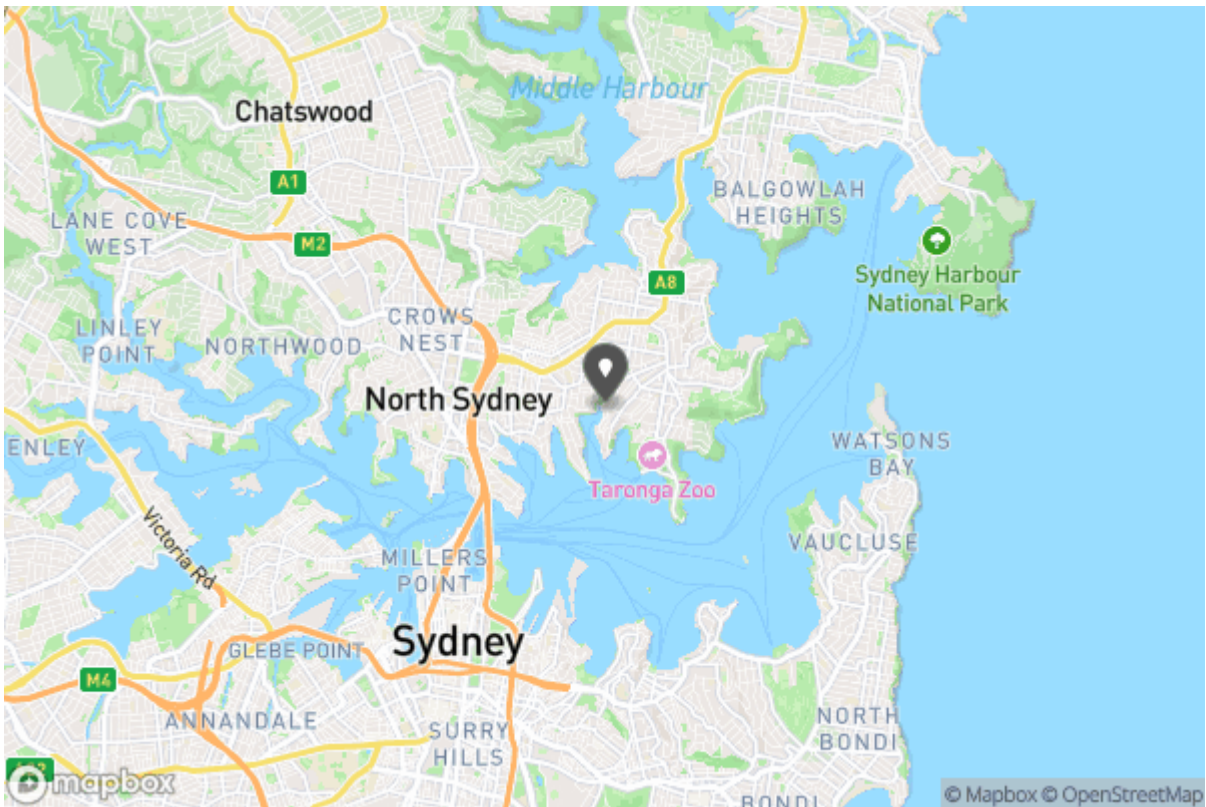 Middle Harbour
Chatswood
A1
BALGOWLAH
HEIGHTS
LANE COVE
WEST
M2
Sydney Harbour
National Park
A8
CROWS
NEST
LINLEY
POINT
NORTHWOOD
North Sydney
ENLEY
WATSONS
BAY
Taronga Zoo
Victoria Rd
VAUCLUSE
MILLERS
POINT
Sydney
GLEBE POINT
M4
ANNANDALE
SURRY
HILLS
NORTH
BONDI
mapbox
© Mapbox © OpenStreetMap
BONDI